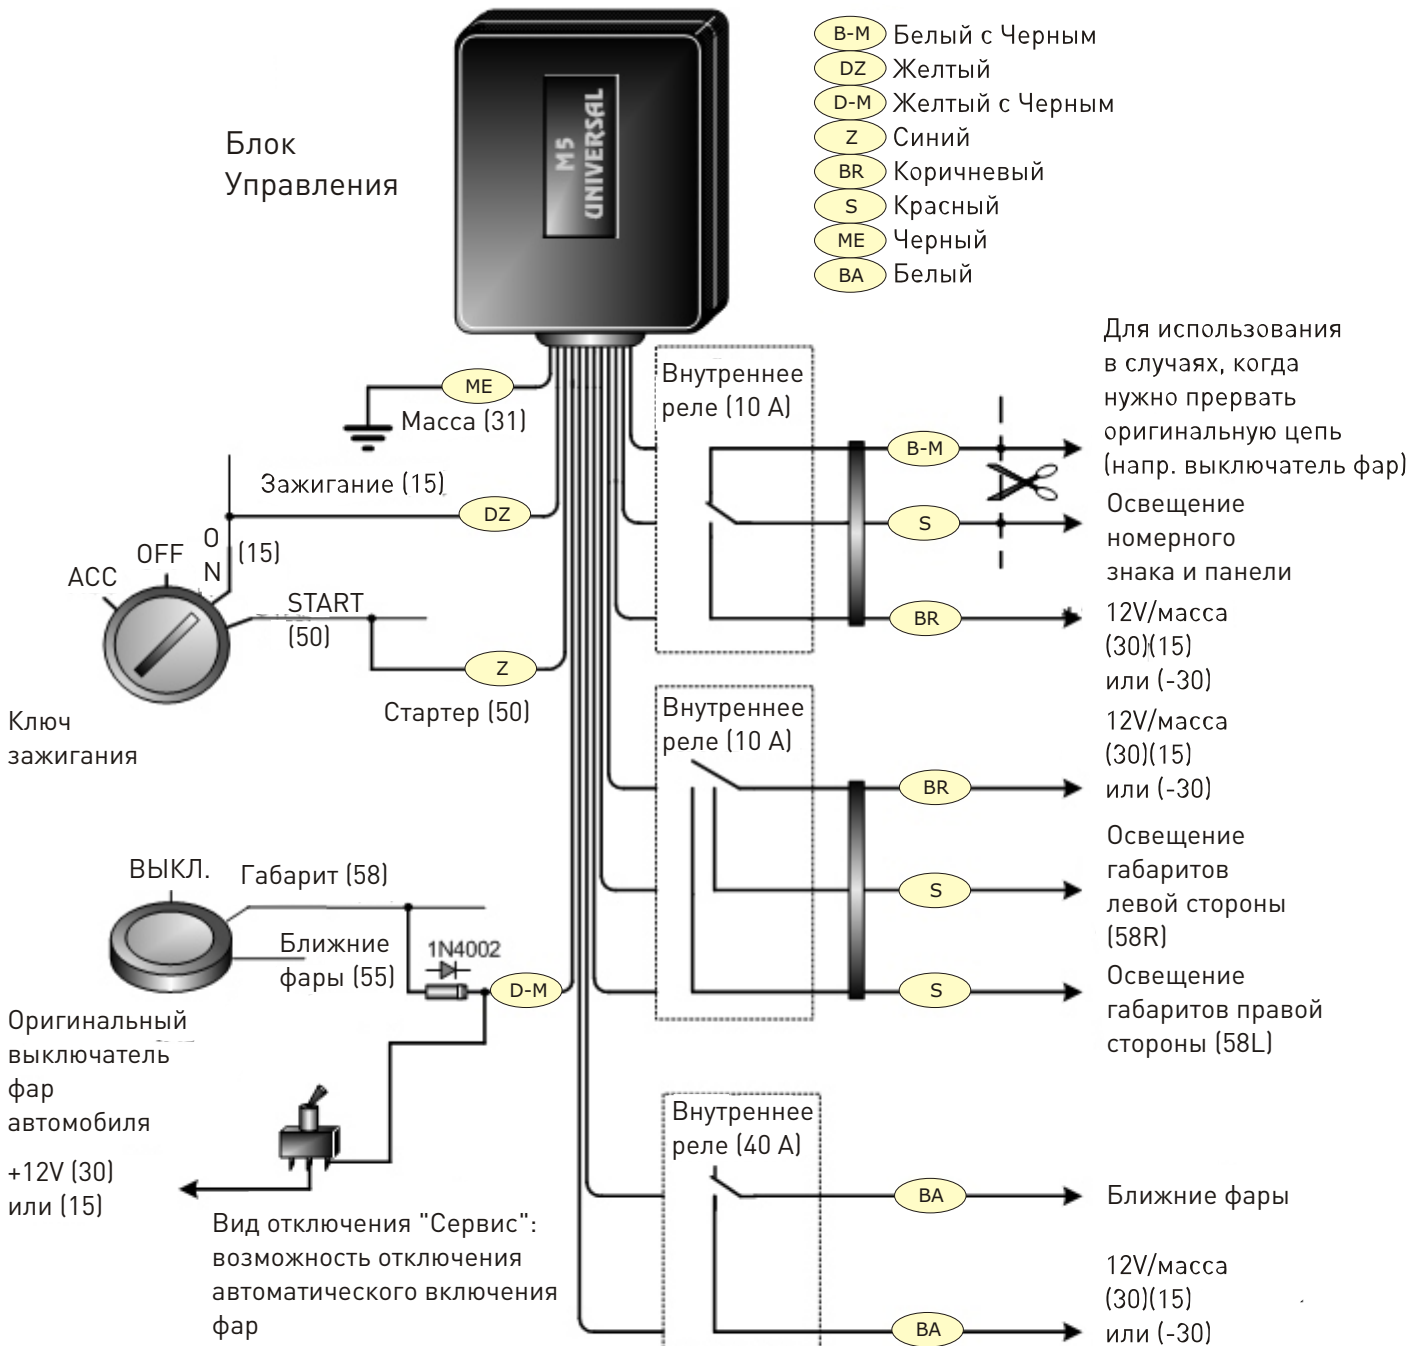 Блок
Управления
M5
UNIVERSAL
B-M Белый с Черным
DZ Желтый
D-M Желтый с Черным
Z Синий
BR Коричневый
S Красный
ME Черный
BA Белый
ME
Масса (31)
Зажигание (15)
DZ
ACC
OFF
O
N
(15)
START
(50)
Z
Стартер (50)
Ключ
зажигания
Внутреннее
реле (10 A)
B-M
S
BR
Для использования
в случаях, когда
нужно прервать
оригинальную цепь
(напр. выключатель фар)
Освещение
номерного
знака и панели
12V/масса
(30)(15)
или (-30)
Внутреннее
реле (10 A)
BR
S
S
12V/масса
(30)(15)
или (-30)
Освещение
габаритов
левой стороны
(58R)
Освещение
габаритов правой
стороны (58L)
ВЫКЛ.
Габарит (58)
Ближние
фары (55)
1N4002
D-M
Оригинальный
выключатель
фар
автомобиля
+12V (30)
или (15)
Вид отключения "Сервис":
возможность отключения
автоматического включения
фар
Внутреннее
реле (40 A)
BA
BA
Ближние фары
12V/масса
(30)(15)
или (-30)